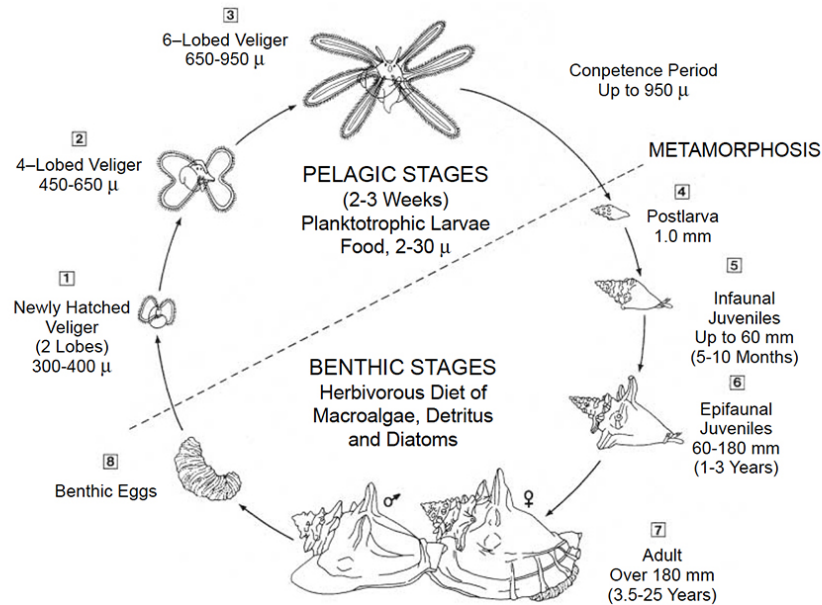 3
6–Lobed Veliger
650-950 μ
Conpetence Period
Up to 950 μ
2
4–Lobed Veliger
450-650 μ
METAMORPHOSIS
PELAGIC STAGES
(2-3 Weeks)
Planktotrophic Larvae
Food, 2-30 μ
4
Postlarva
1.0 mm
1
Newly Hatched
Veliger
(2 Lobes)
300-400 μ
5
Infaunal
Juveniles
Up to 60 mm
(5-10 Months)
BENTHIC STAGES
Herbivorous Diet of
Macroalgae, Detritus
and Diatoms
6
Epifaunal
Juveniles
60-180 mm
(1-3 Years)
8
Benthic Eggs
♂
♀
7
Adult
Over 180 mm
(3.5-25 Years)